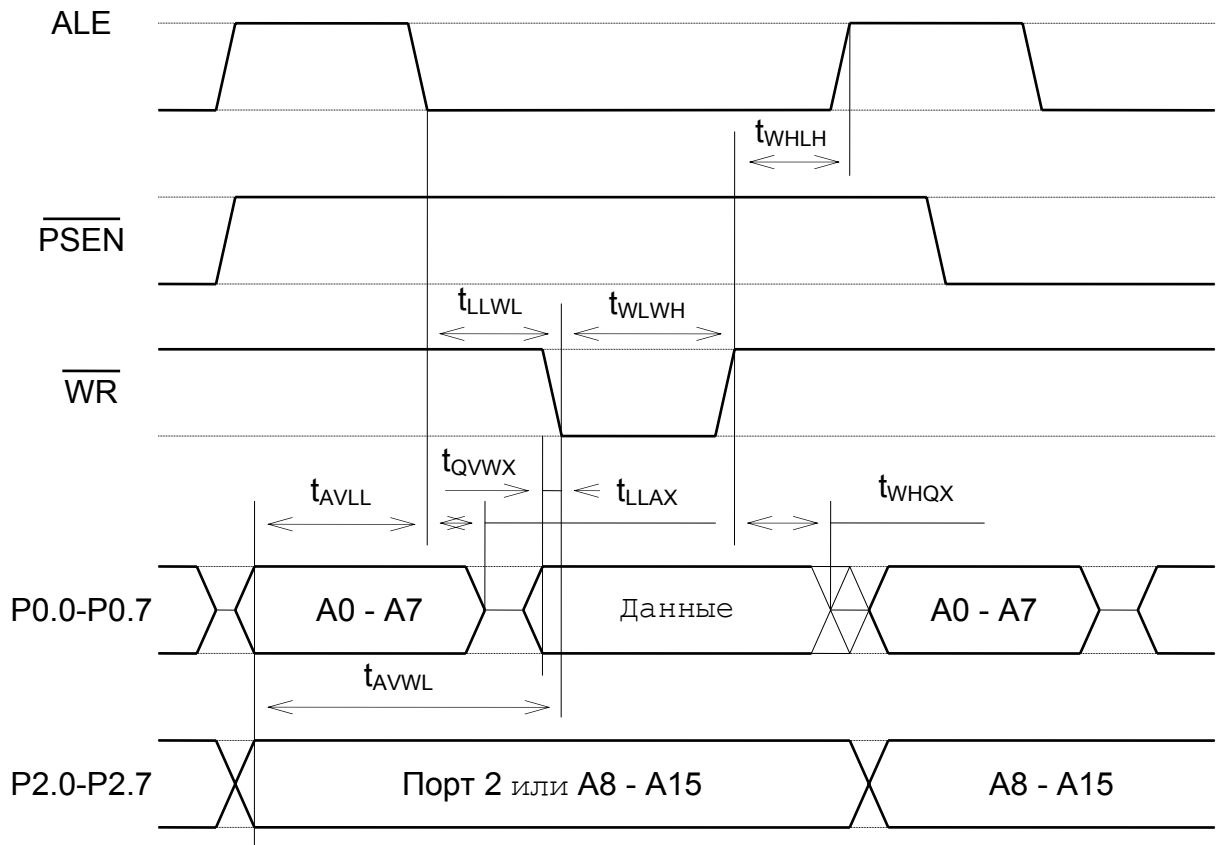 ALE
tWHLH
PSEN
tLLWL tWLWH
WR
tQVWX
tAVLL tLLAX tWHQX
P0.0-P0.7 A0 - A7 Данные A0 - A7
tAVWL
P2.0-P2.7 Порт 2 или A8 - A15 A8 - A15